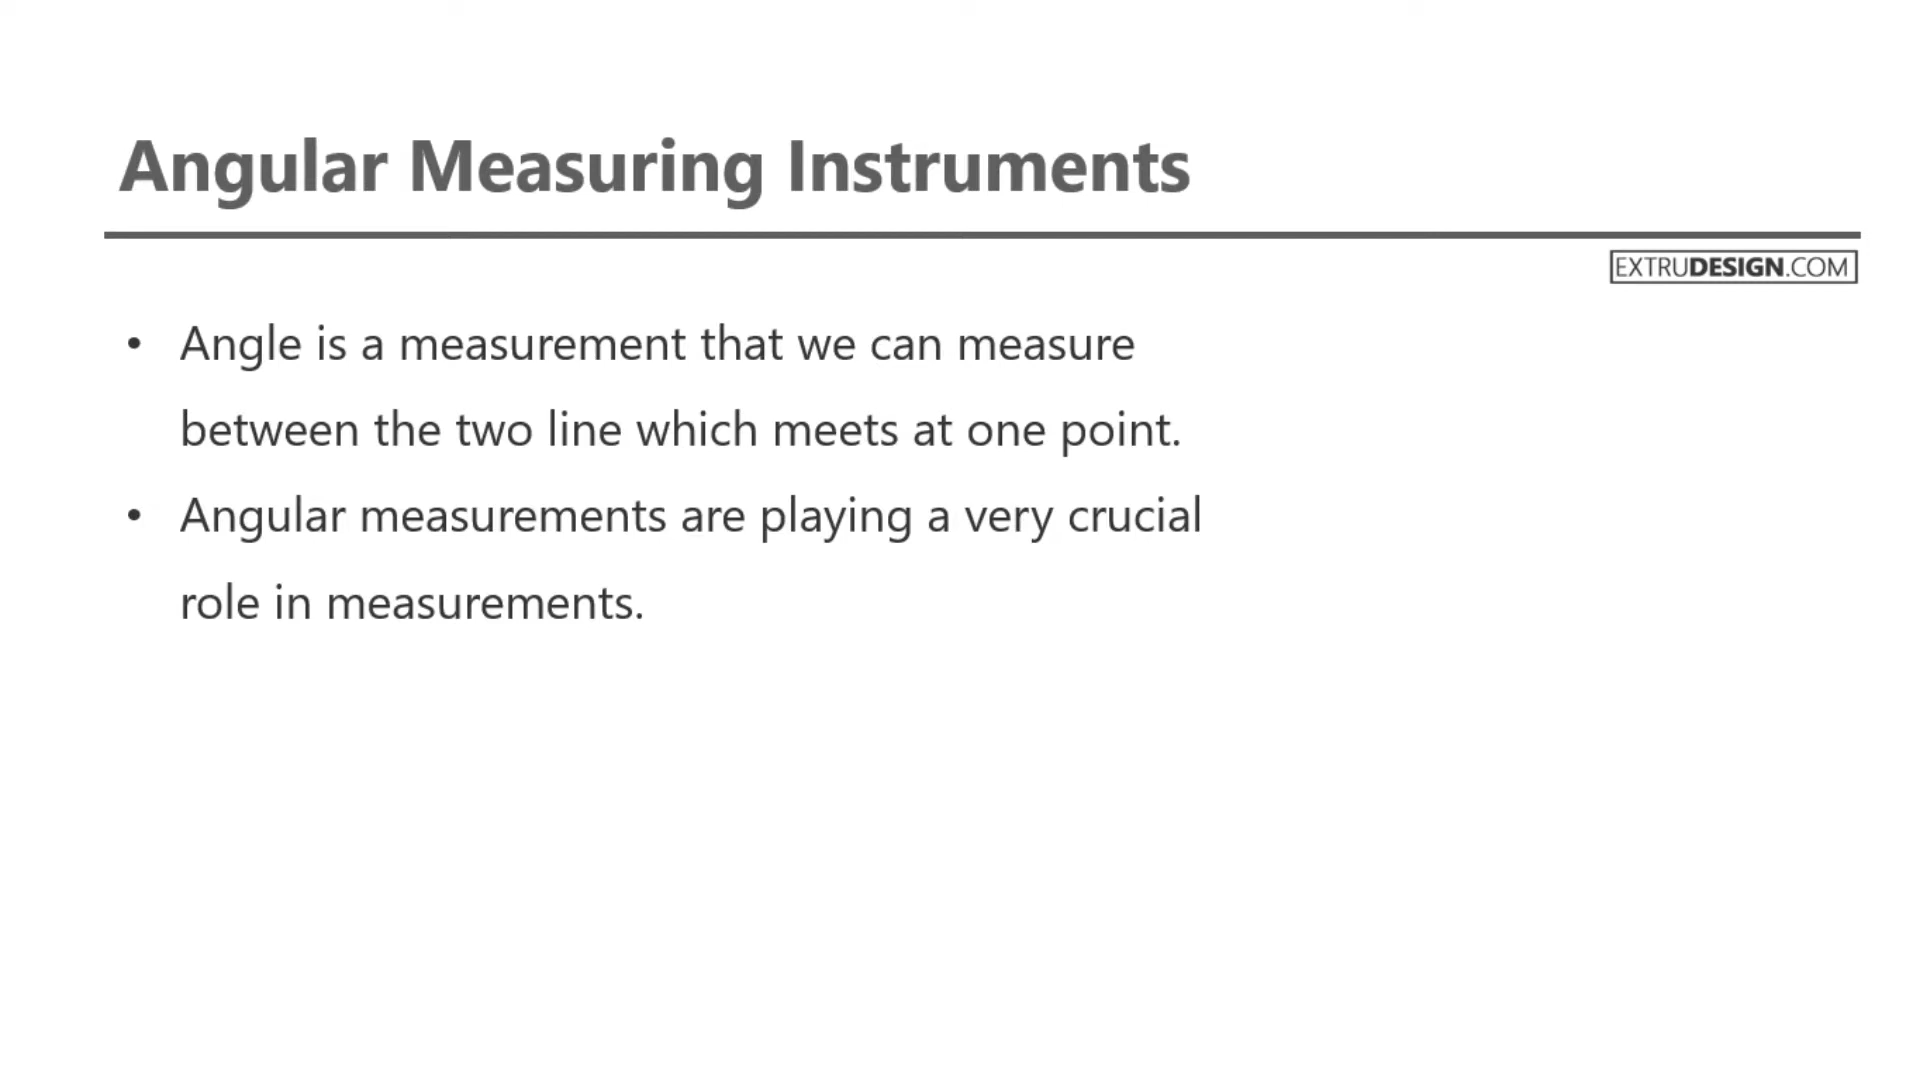 Angular Measuring Instruments
EXTRUDESIGN.COM
• Angle is a measurement that we can measure
between the two line which meets at one point.
• Angular measurements are playing a very crucial
role in measurements.